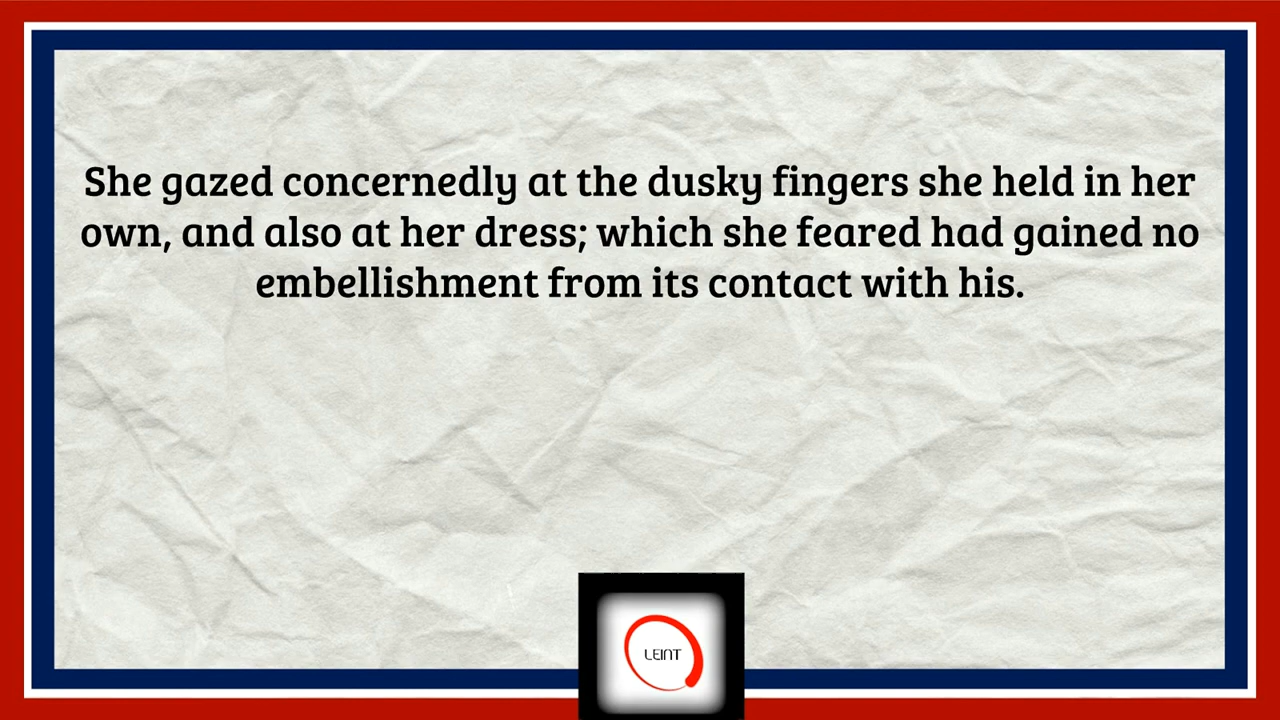 She gazed concernedly at the dusky fingers she held in her
own, and also at her dress; which she feared had gained no
embellishment from its contact with his.
LEINT